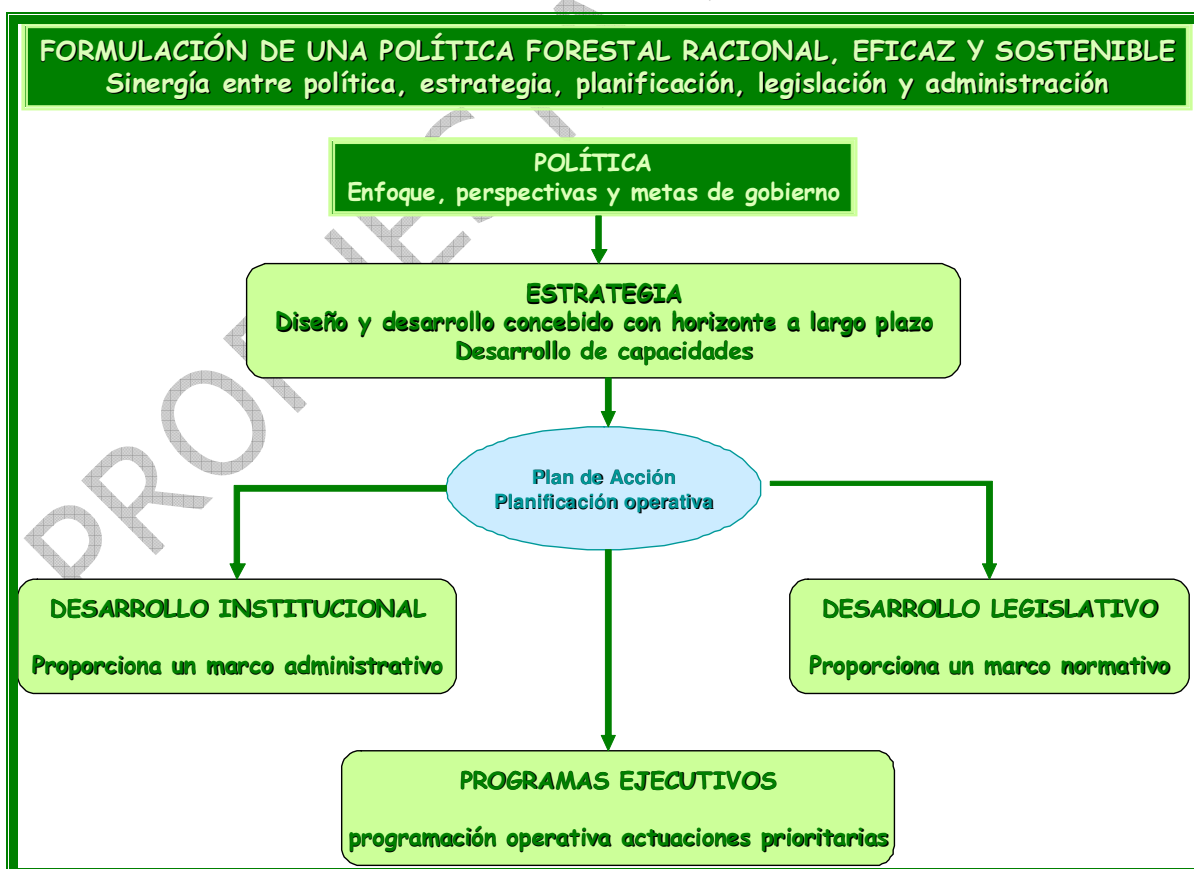 FORMULACIÓN DE UNA POLÍTICA FORESTAL RACIONAL, EFICAZ Y SOSTENIBLE
Sinergía entre política, estrategia, planificación, legislación y administración
POLÍTICA
Enfoque, perspectivas y metas de gobierno
ESTRATEGIA
Diseño y desarrollo concebido con horizonte a largo plazo
Desarrollo de capacidades
Plan de Acción
Planificación operativa
DESARROLLO INSTITUCIONAL
Proporciona un marco administrativo
DESARROLLO LEGISLATIVO
Proporciona un marco normativo
PROGRAMAS EJECUTIVOS
programación operativa actuaciones prioritarias